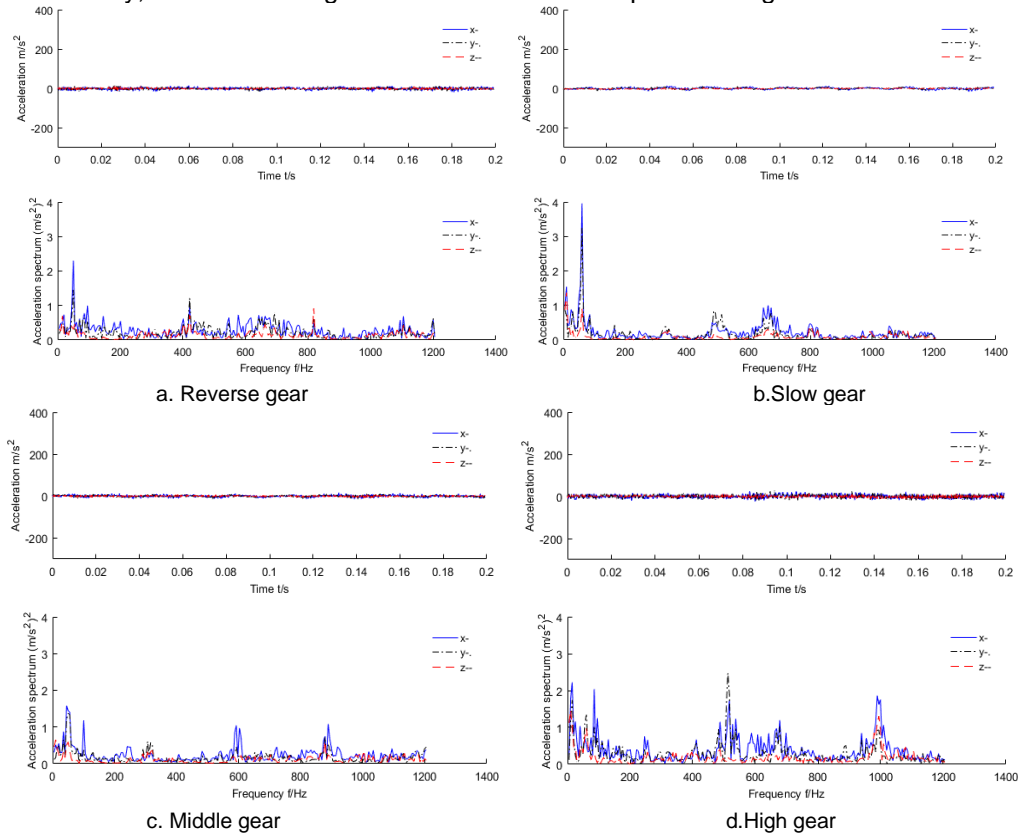 400
200
0
-200
Acceleration m/s2
x-
y-.
z--
0 0.02 0.04 0.06 0.08 0.1 0.12 0.14 0.16 0.18 0.2
Time t/s
4
3
2
1
0
Acceleration spectrum (m/s2)2
x-
y-.
z--
0 200 400 600 800 1000 1200 1400
Frequency f/Hz
a. Reverse gear
400
200
0
-200
Acceleration m/s2
x-
y-.
z--
0 0.02 0.04 0.06 0.08 0.1 0.12 0.14 0.16 0.18 0.2
Time t/s
4
3
2
1
0
Acceleration spectrum (m/s2)2
x-
y-.
z--
0 200 400 600 800 1000 1200 1400
Frequency f/Hz
b.Slow gear
400
200
0
-200
Acceleration m/s2
x-
y-.
z--
0 0.02 0.04 0.06 0.08 0.1 0.12 0.14 0.16 0.18 0.2
Time t/s
4
3
2
1
0
Acceleration spectrum (m/s2)2
x-
y-.
z--
0 200 400 600 800 1000 1200 1400
Frequency f/Hz
c. Middle gear
400
200
0
-200
Acceleration m/s2
x-
y-.
z--
0 0.02 0.04 0.06 0.08 0.1 0.12 0.14 0.16 0.18 0.2
Time t/s
4
3
2
1
0
Acceleration spectrum (m/s2)2
x-
y-.
z--
0 200 400 600 800 1000 1200 1400
Frequency f/Hz
d.High gear